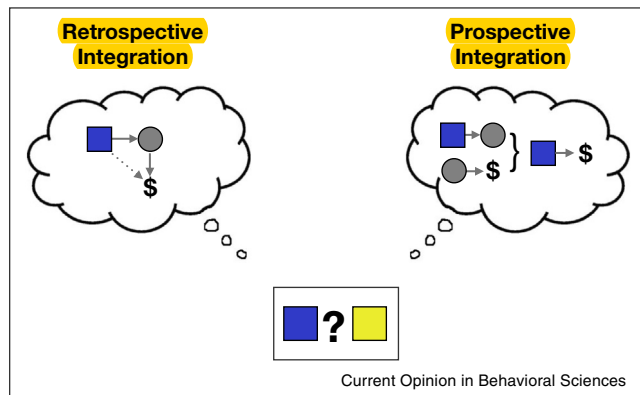 Retrospective
Integration
Prospective
Integration
$
$
$
?
Current Opinion in Behavioral Sciences